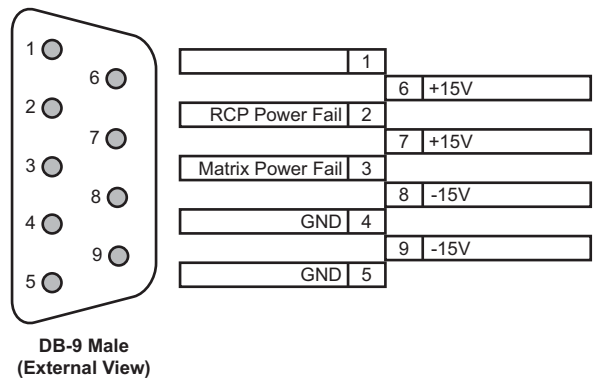 1
6
2
7
3
8
4
9
5
1
6 +15V
RCP Power Fail 2
7 +15V
Matrix Power Fail 3
8 -15V
GND 4
9 -15V
GND 5
DB-9 Male
(External View)